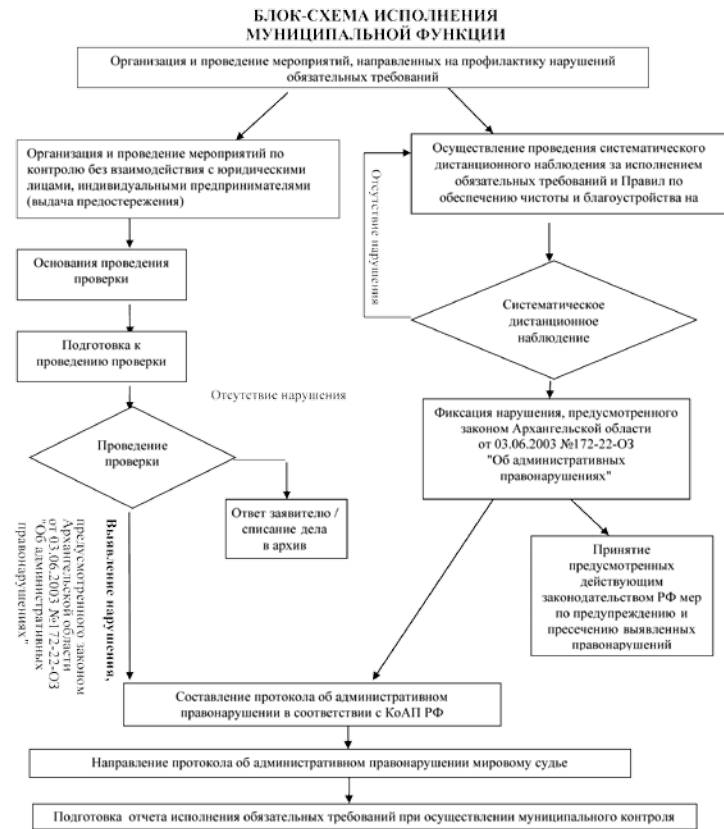 БЛОК-СХЕМА ИСПОЛНЕНИЯ
МУНИЦИПАЛЬНОЙ ФУНКЦИИ
Организация и проведение мероприятий, направленных на профилактику нарушений
обязательных требований
Организация и проведение мероприятий по
контролю без взаимодействия с юридическими
лицами, индивидуальными предпринимателями
(выдача предостережения)
Осуществление проведения систематического
дистанционного наблюдения за исполнением
обязательных требований и Правил по
обеспечению чистоты и благоустройства на
Отсутствие нарушения
Основания проведения
проверки
Систематическое
дистанционное
наблюдение
Подготовка к
проведению проверки
Отсутствие нарушения
Проведение
проверки
Фиксация нарушения, предусмотренного
законом Архангельской области
от 03.06.2003 №172-22-ОЗ
"Об административных
правонарушениях"
Ответ заявителю /
списание дела
в архив
Выявление нарушения,
предусмотренного законом
Архангельской области
от 03.06.2003 №172-22-ОЗ
"Об административных
правонарушениях"
Принятие
предусмотренных
действующим
законодательством РФ мер
по предупреждению и
пресечению выявленных
правонарушений
Составление протокола об административном
правонарушении в соответствии с КоАП РФ
Направление протокола об административном правонарушении мировому судье
Подготовка отчета исполнения обязательных требований при осуществлении муниципального контроля